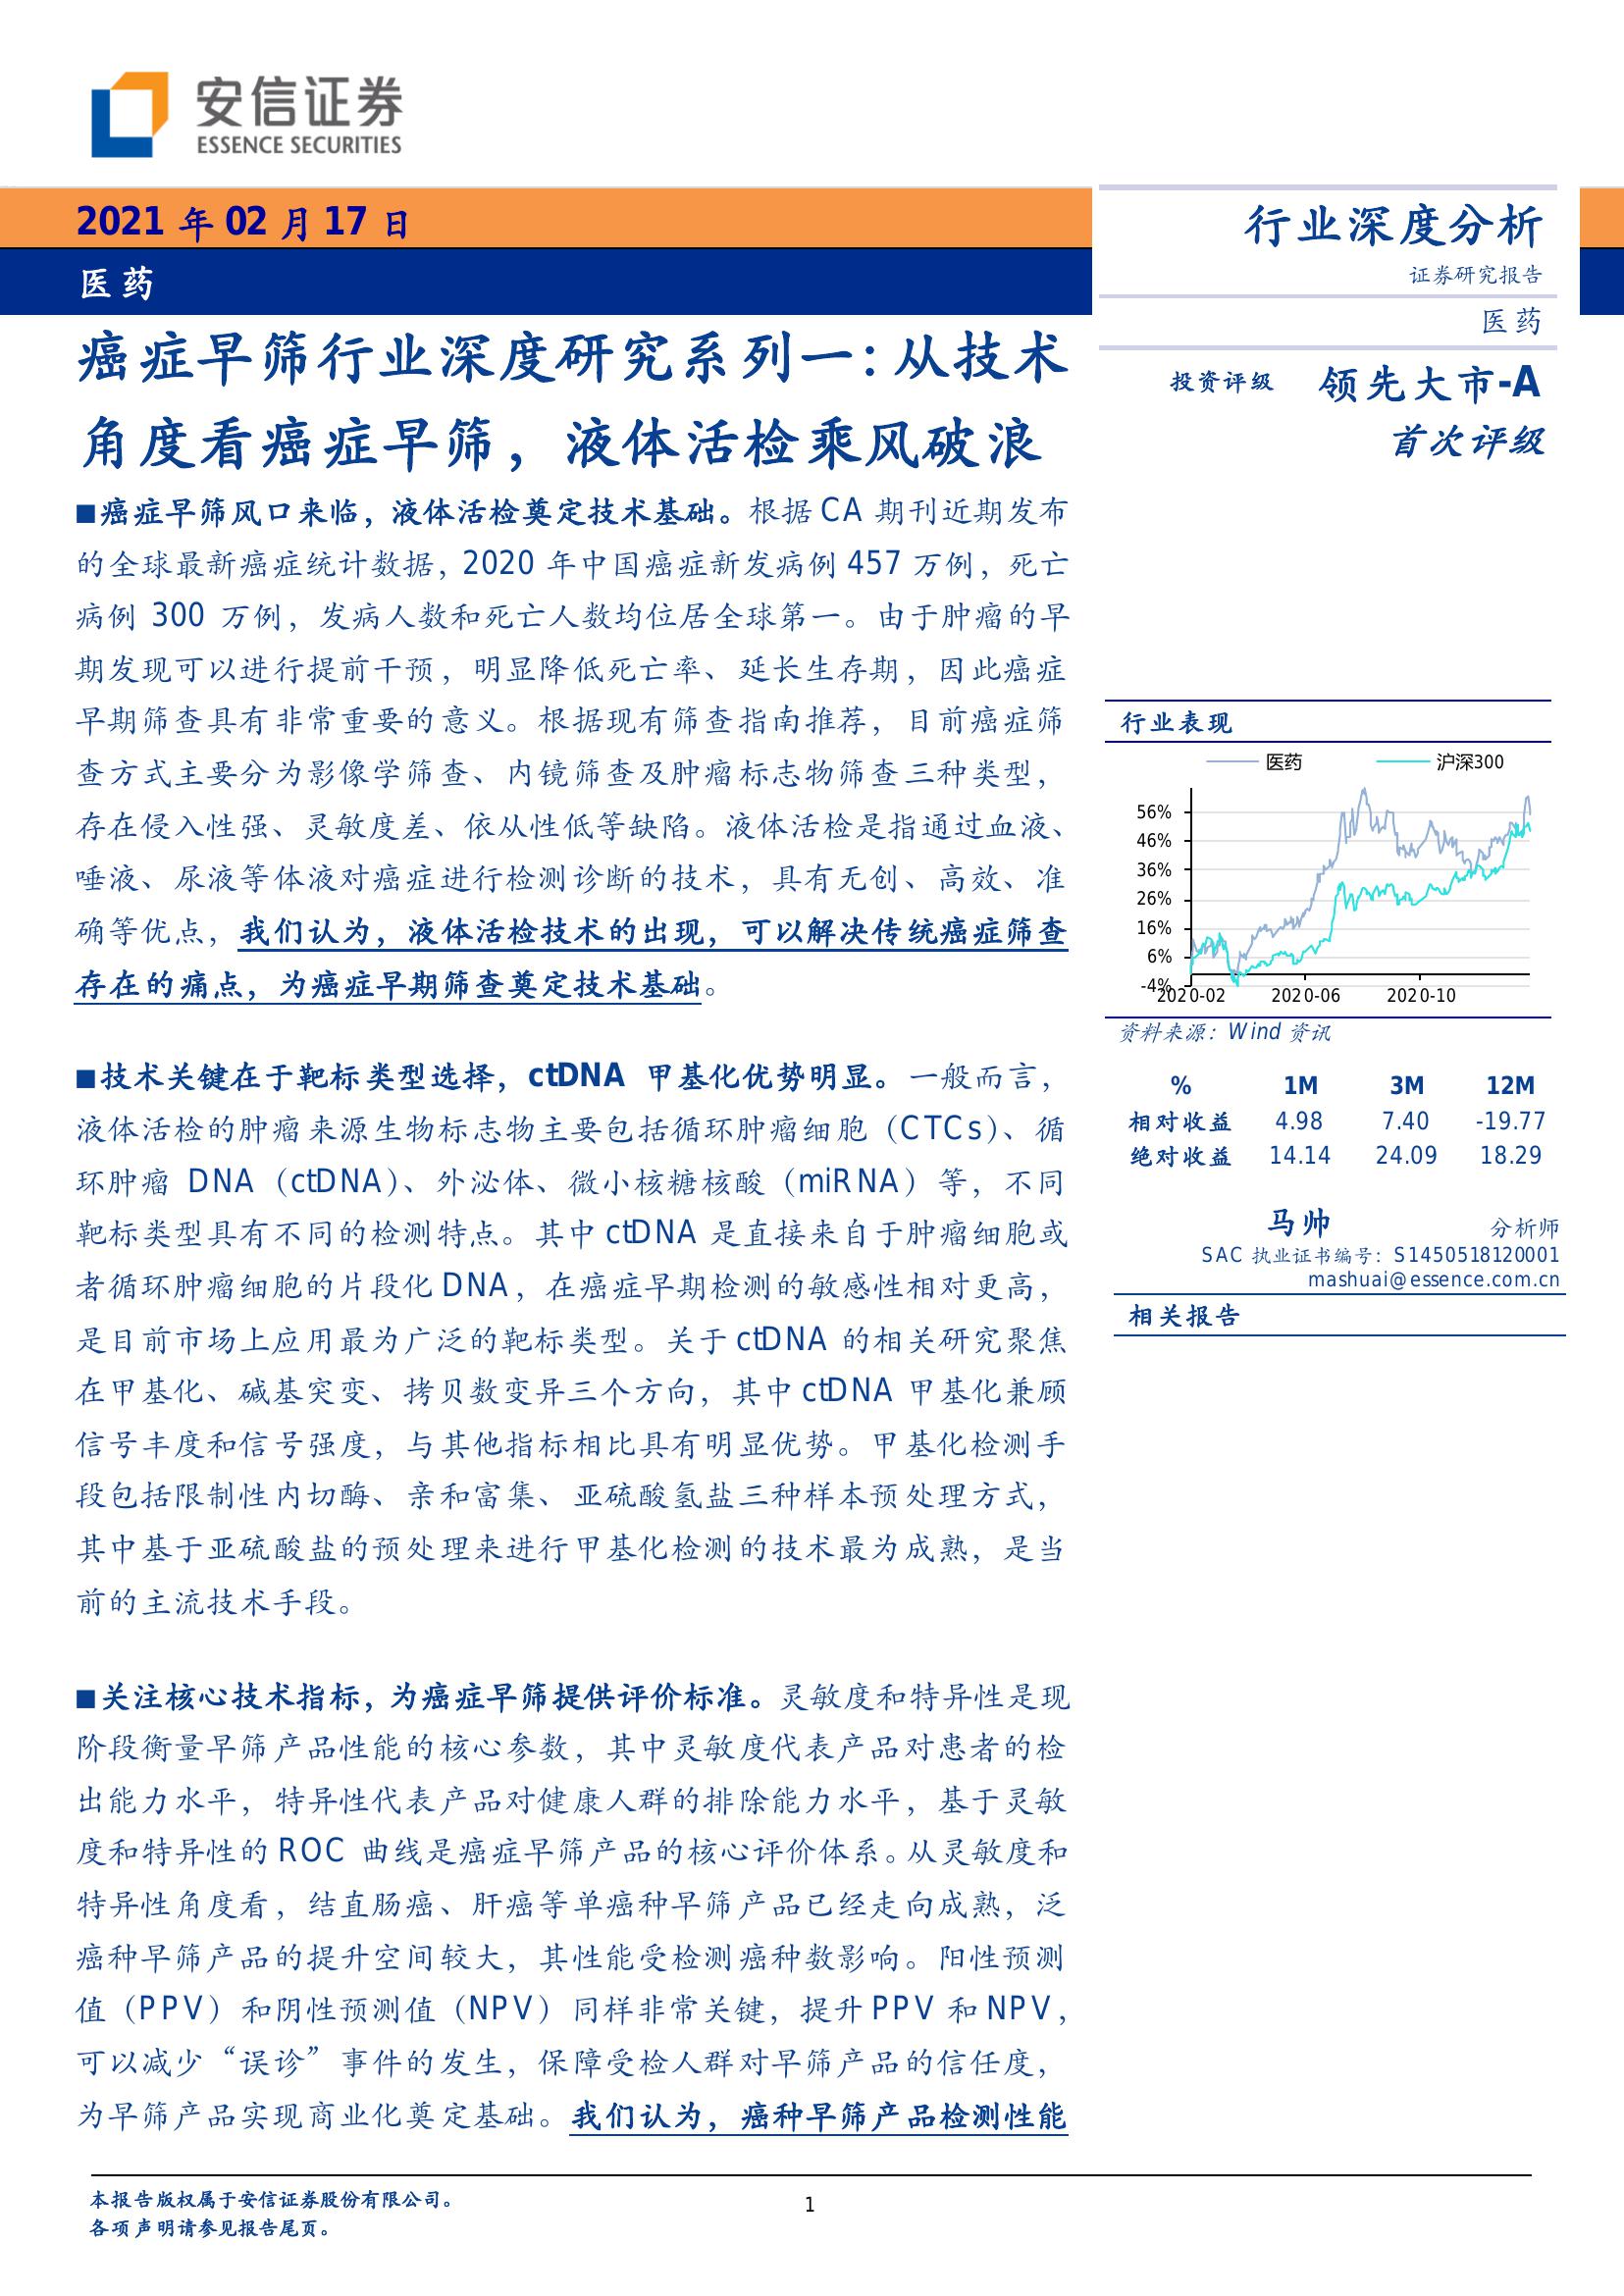 安信证券
ESSENCE SECURITIES
2021 年 02 月 17 日
医药
癌症早筛行业深度研究系列一：从技术
角度看癌症早筛，液体活检乘风破浪
■癌症早筛风口来临，液体活检奠定技术基础。根据 CA 期刊近期发布
的全球最新癌症统计数据，2020 年中国癌症新发病例 457 万例，死亡
病例 300 万例，发病人数和死亡人数均位居全球第一。由于肿瘤的早
期发现可以进行提前干预，明显降低死亡率、延长生存期，因此癌症
早期筛查具有非常重要的意义。根据现有筛查指南推荐，目前癌症筛
查方式主要分为影像学筛查、内镜筛查及肿瘤标志物筛查三种类型，
存在侵入性强、灵敏度差、依从性低等缺陷。液体活检是指通过血液、
唾液、尿液等体液对癌症进行检测诊断的技术，具有无创、高效、准
确等优点，我们认为，液体活检技术的出现，可以解决传统癌症筛查
存在的痛点，为癌症早期筛查奠定技术基础。
■技术关键在于靶标类型选择，ctDNA 甲基化优势明显。一般而言，
液体活检的肿瘤来源生物标志物主要包括循环肿瘤细胞（CTCs）、循
环肿瘤 DNA（ctDNA）、外泌体、微小核糖核酸（miRNA）等，不同
靶标类型具有不同的检测特点。其中 ctDNA 是直接来自于肿瘤细胞或
者循环肿瘤细胞的片段化 DNA，在癌症早期检测的敏感性相对更高，
是目前市场上应用最为广泛的靶标类型。关于 ctDNA 的相关研究聚焦
在甲基化、碱基突变、拷贝数变异三个方向，其中 ctDNA 甲基化兼顾
信号丰度和信号强度，与其他指标相比具有明显优势。甲基化检测手
段包括限制性内切酶、亲和富集、亚硫酸氢盐三种样本预处理方式，
其中基于亚硫酸盐的预处理来进行甲基化检测的技术最为成熟，是当
前的主流技术手段。
■关注核心技术指标，为癌症早筛提供评价标准。灵敏度和特异性是现
阶段衡量早筛产品性能的核心参数，其中灵敏度代表产品对患者的检
出能力水平，特异性代表产品对健康人群的排除能力水平，基于灵敏
度和特异性的 ROC 曲线是癌症早筛产品的核心评价体系。从灵敏度和
特异性角度看，结直肠癌、肝癌等单癌种早筛产品已经走向成熟，泛
癌种早筛产品的提升空间较大，其性能受检测癌种数影响。阳性预测
值（PPV）和阴性预测值（NPV）同样非常关键，提升 PPV 和 NPV，
可以减少“误诊”事件的发生，保障受检人群对早筛产品的信任度，
为早筛产品实现商业化奠定基础。我们认为，癌种早筛产品检测性能
行业深度分析
证券研究报告
医药
投资评级 领先大市-A
首次评级
行业表现
医药 沪深300
56%
46%
36%
26%
16%
6%
-4%
2020-02 2020-06 2020-10
资料来源：Wind 资讯
% 1M 3M 12M
相对收益 4.98 7.40 -19.77
绝对收益 14.14 24.09 18.29
马帅 分析师
SAC 执业证书编号：S1450518120001
mashuai@essence.com.cn
相关报告
本报告版权属于安信证券股份有限公司。
各项声明请参见报告尾页。
1